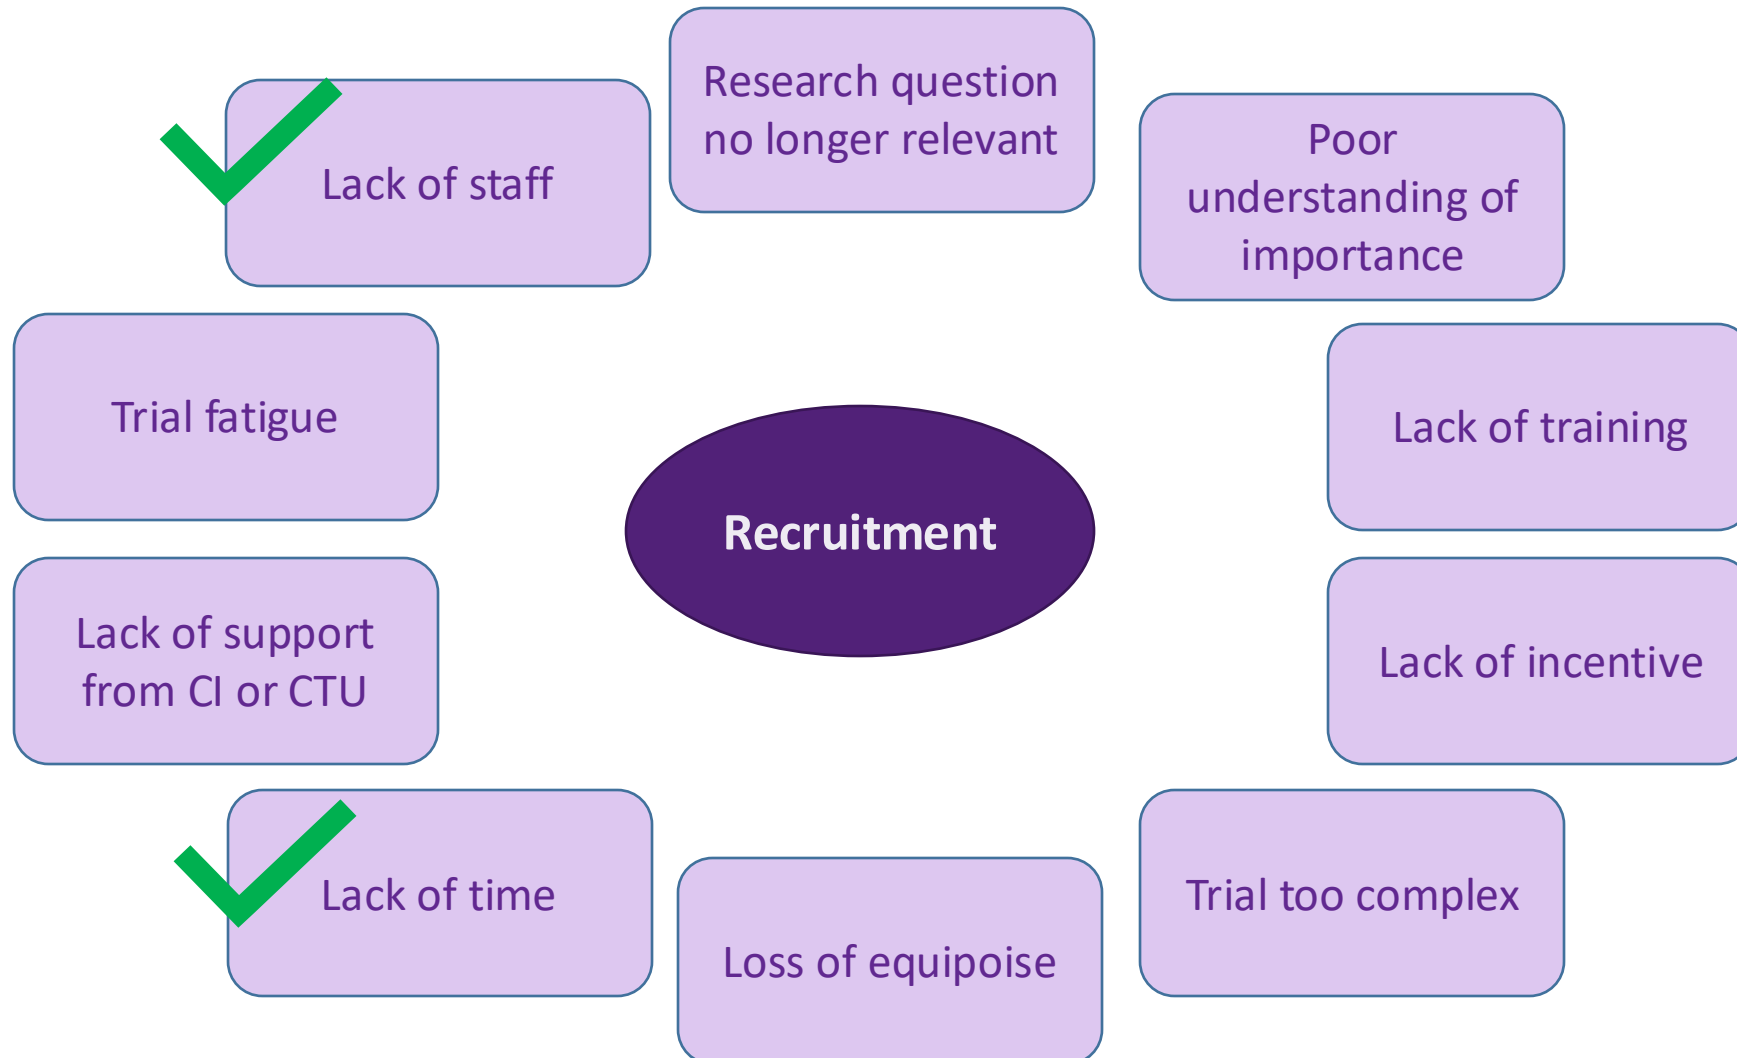 Research question
no longer relevant
Lack of staff
Poor
understanding of
importance
Trial fatigue
Lack of training
Recruitment
Lack of support
from CI or CTU
Lack of incentive
Lack of time
Trial too complex
Loss of equipoise